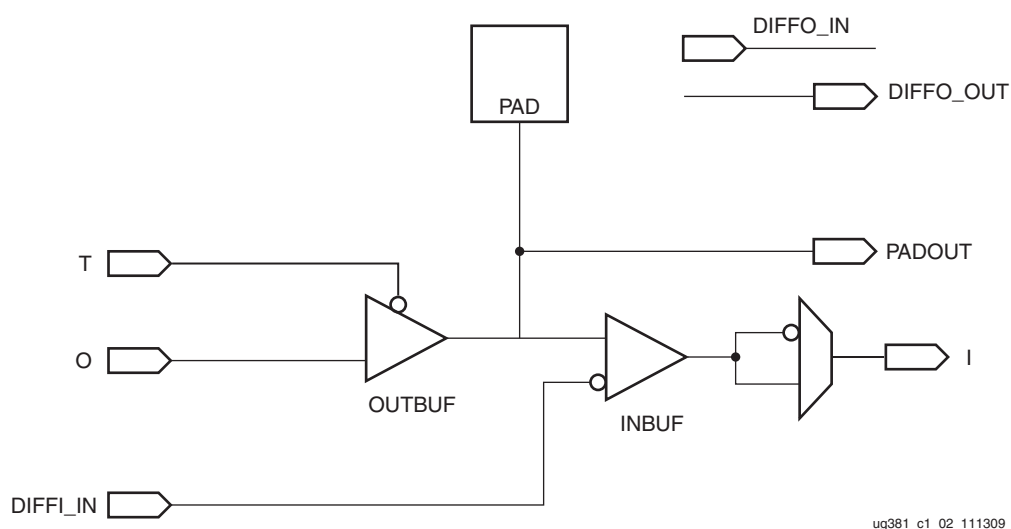 DIFFO_IN
DIFFO_OUT
PAD
T
PADOUT
O
I
OUTBUF
INBUF
DIFFI_IN
ug381_c1_02_111309